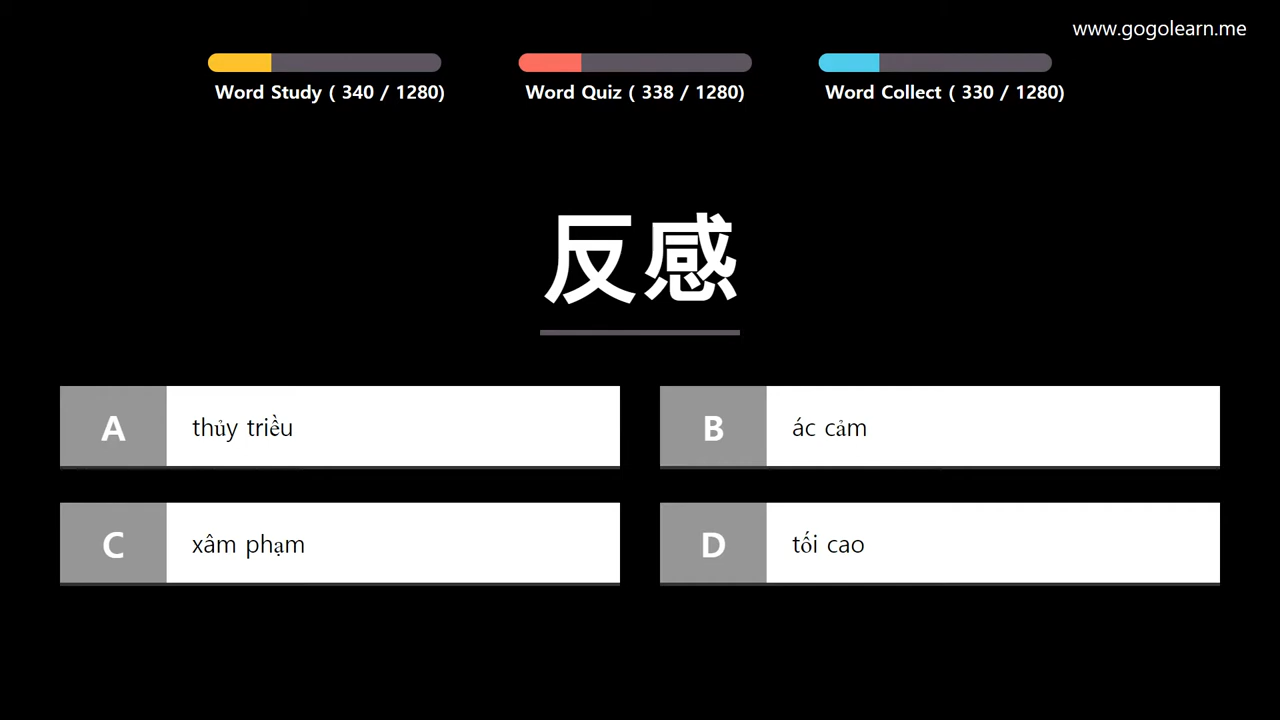 www.gogolearn.me
Word Study ( 340 / 1280)
Word Quiz ( 338 / 1280)
Word Collect ( 330 / 1280)
反感
A thủy triều
B ác cảm
C xâm phạm
D tối cao